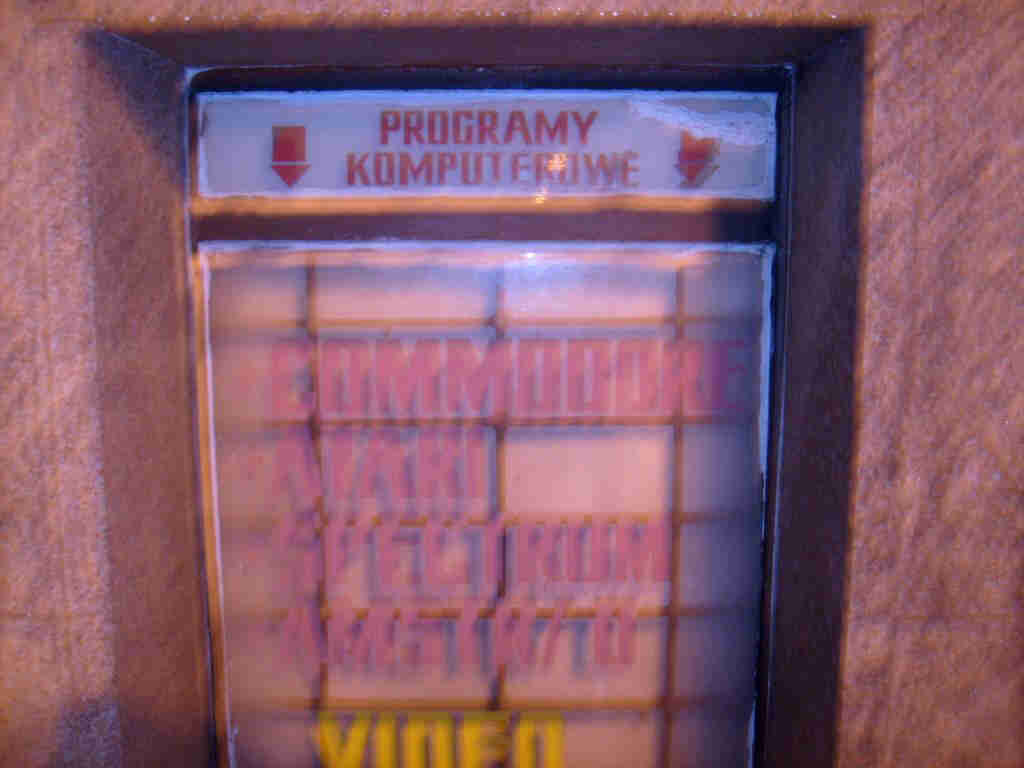 PROGRAMY
KOMPUTEROWE
COMMODORE
ATARI
SPECTRUM
AMSTRAD
VIDEO